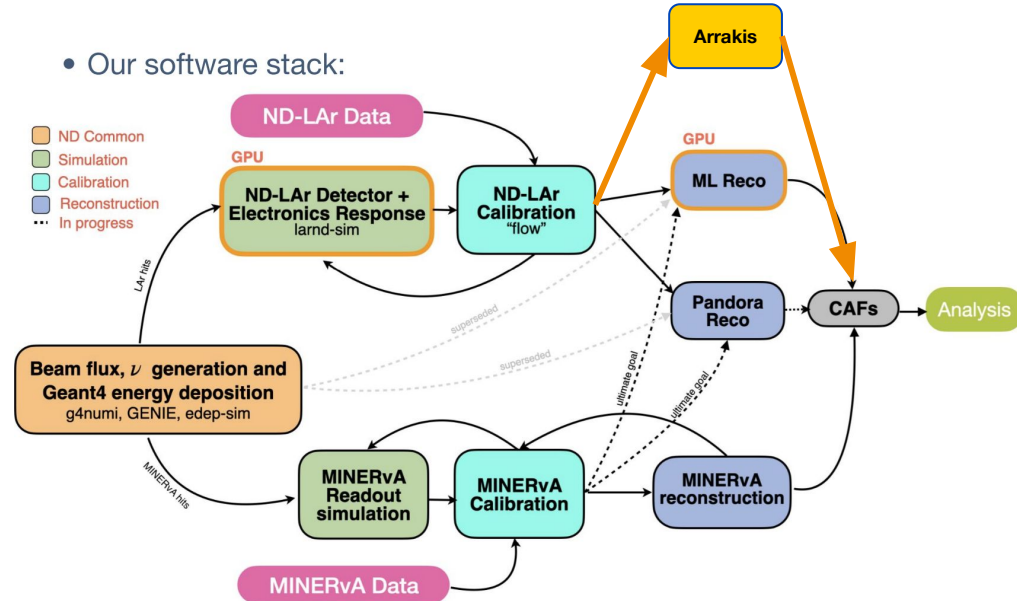 Arrakis
• Our software stack:
ND-LAr Data
ND Common
Simulation
Calibration
Reconstruction
In progress
GPU
ND-LAr Detector +
Electronics Response
larnd-sim
ND-LAr
Calibration
“flow”
GPU
ML Reco
LAr hits
superseded
superseded
Pandora
Reco
CAFs
Analysis
Beam flux, ν generation and
Geant4 energy deposition
g4numi, GENIE, edep-sim
ultimate goal
ultimate goal
MINERvA hits
MINERvA
Readout
simulation
MINERvA
Calibration
MINERvA
reconstruction
MINERvA Data